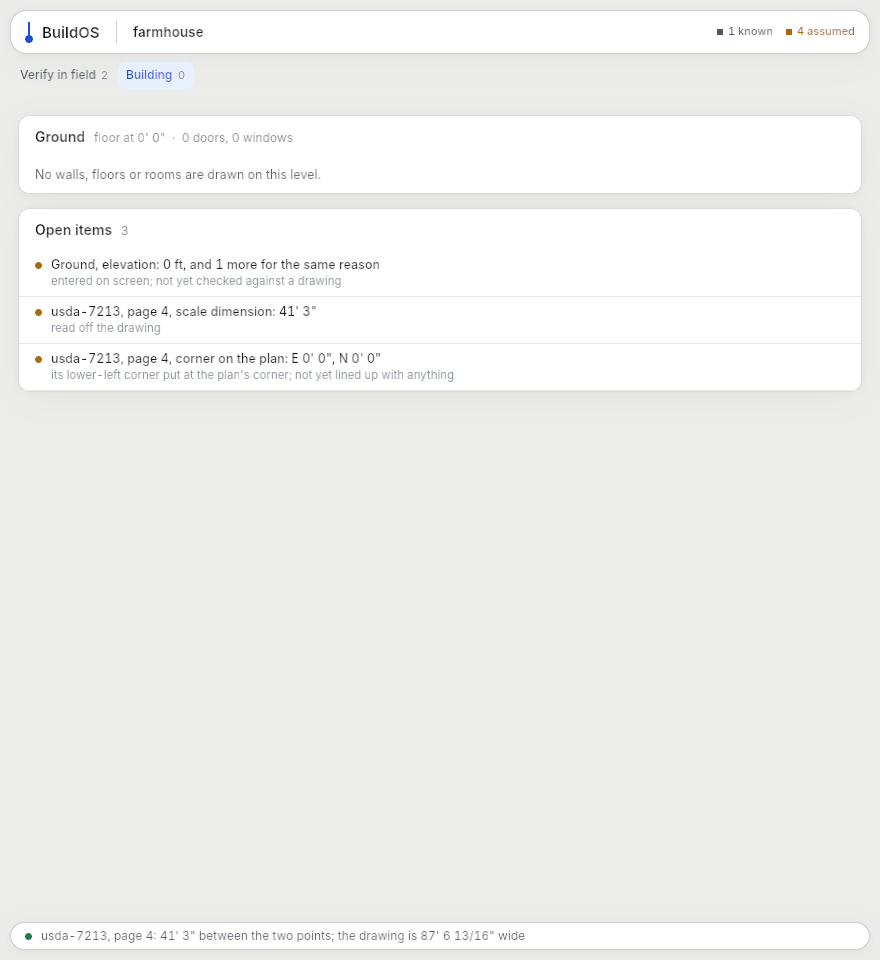 BuildOS farmhouse 1 known 4 assumed
Verify in field 2 Building 0
Ground floor at 0' 0" · 0 doors, 0 windows
No walls, floors or rooms are drawn on this level.
Open items 3
Ground, elevation: 0 ft, and 1 more for the same reason
entered on screen; not yet checked against a drawing
usda-7213, page 4, scale dimension: 41' 3"
read off the drawing
usda-7213, page 4, corner on the plan: E 0' 0", N 0' 0"
its lower-left corner put at the plan's corner; not yet lined up with anything
usda-7213, page 4: 41' 3" between the two points; the drawing is 87' 6 13/16" wide